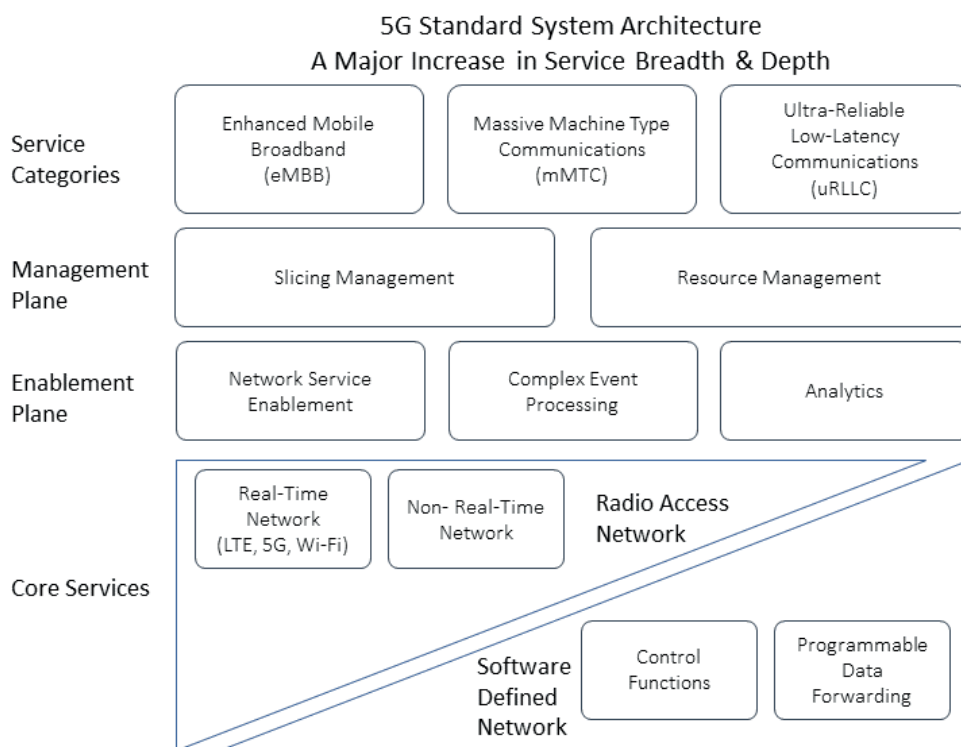 5G Standard System Architecture
A Major Increase in Service Breadth & Depth
Service
Categories
Enhanced Mobile
Broadband
(eMBB)
Massive Machine Type
Communications
(mMTC)
Ultra-Reliable
Low-Latency
Communications
(uRLLC)
Management
Plane
Slicing Management
Resource Management
Enablement
Plane
Network Service
Enablement
Complex Event
Processing
Analytics
Core Services
Real-Time
Network
(LTE, 5G, Wi-Fi)
Non- Real-Time
Network
Radio Access
Network
Software
Defined
Network
Control
Functions
Programmable
Data
Forwarding